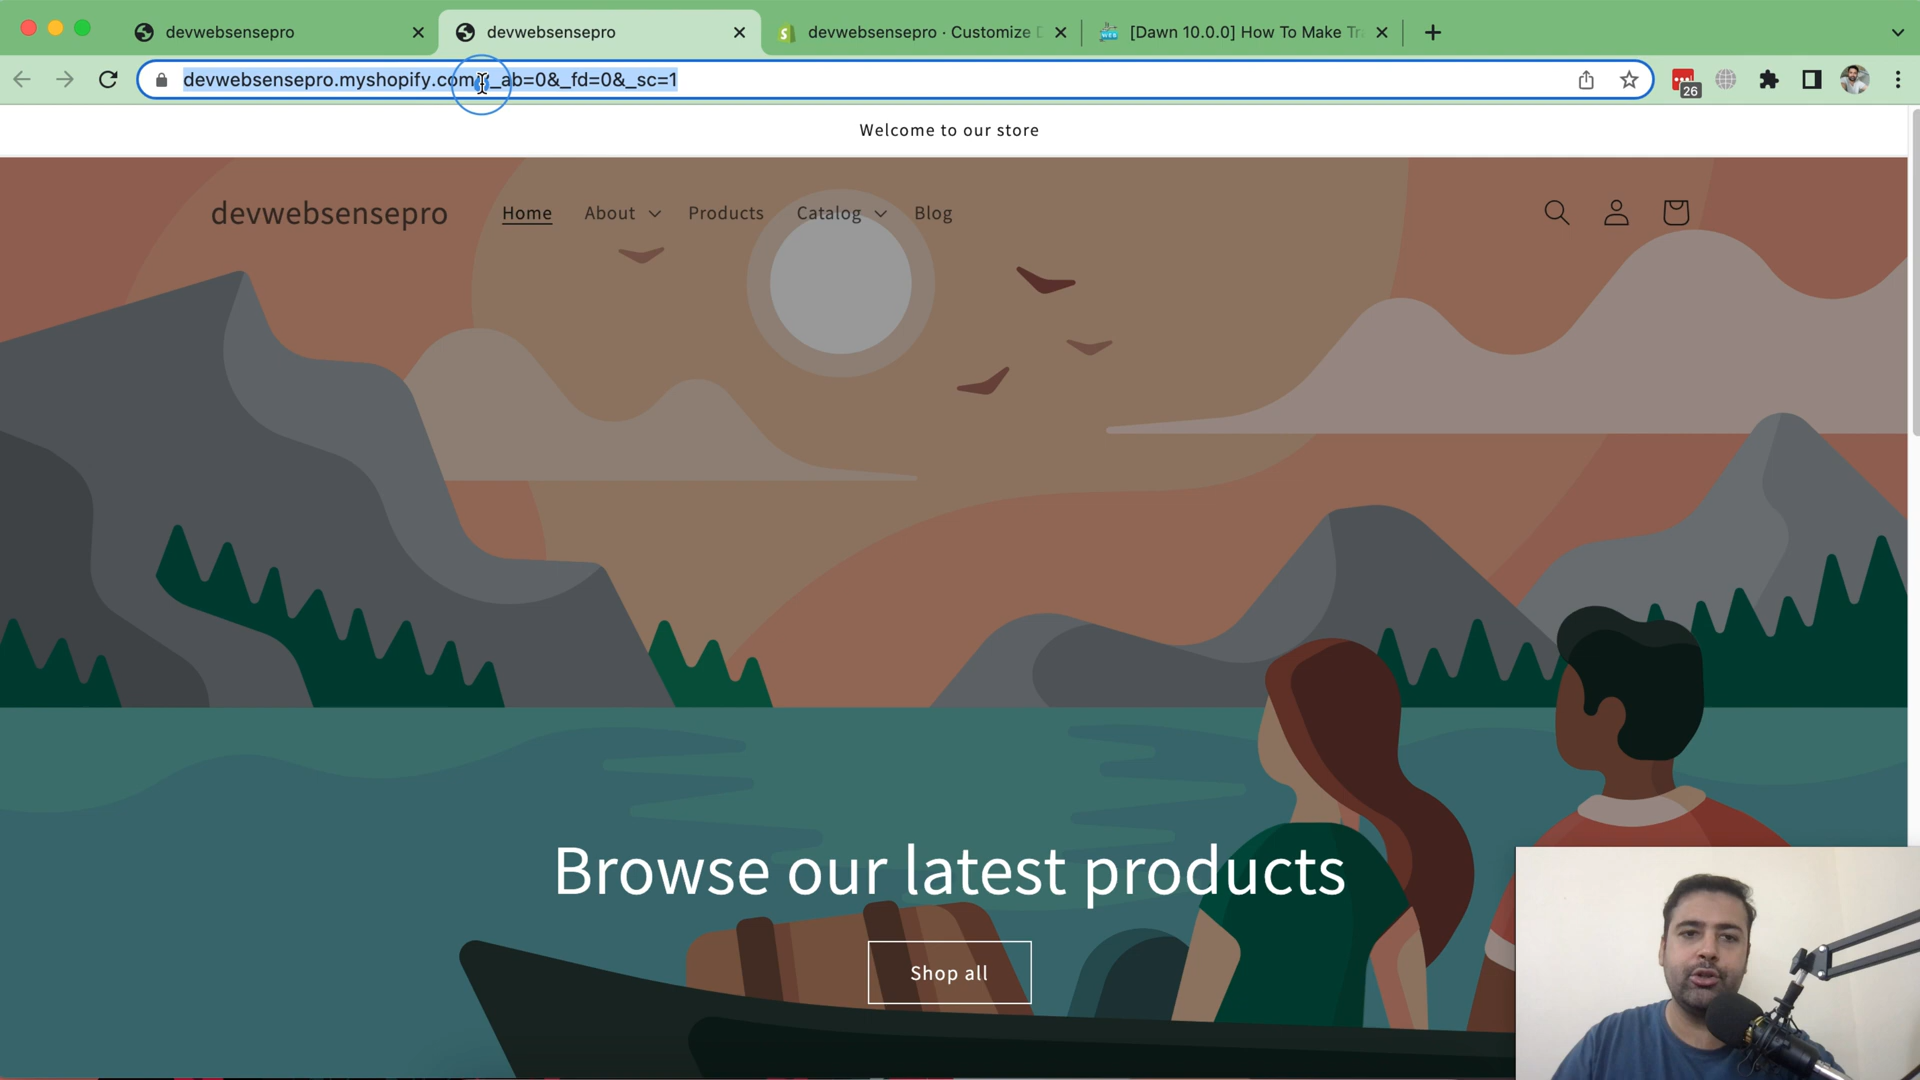 devwebsensepro
devwebsensepro
devwebsensepro · Customize D
[Dawn 10.0.0] How To Make Tr
devwebsensepro.myshopify.com/?_ab=0&_fd=0&_sc=1
26
Welcome to our store
devwebsensepro
Home
About
Products
Catalog
Blog
Browse our latest products
Shop all